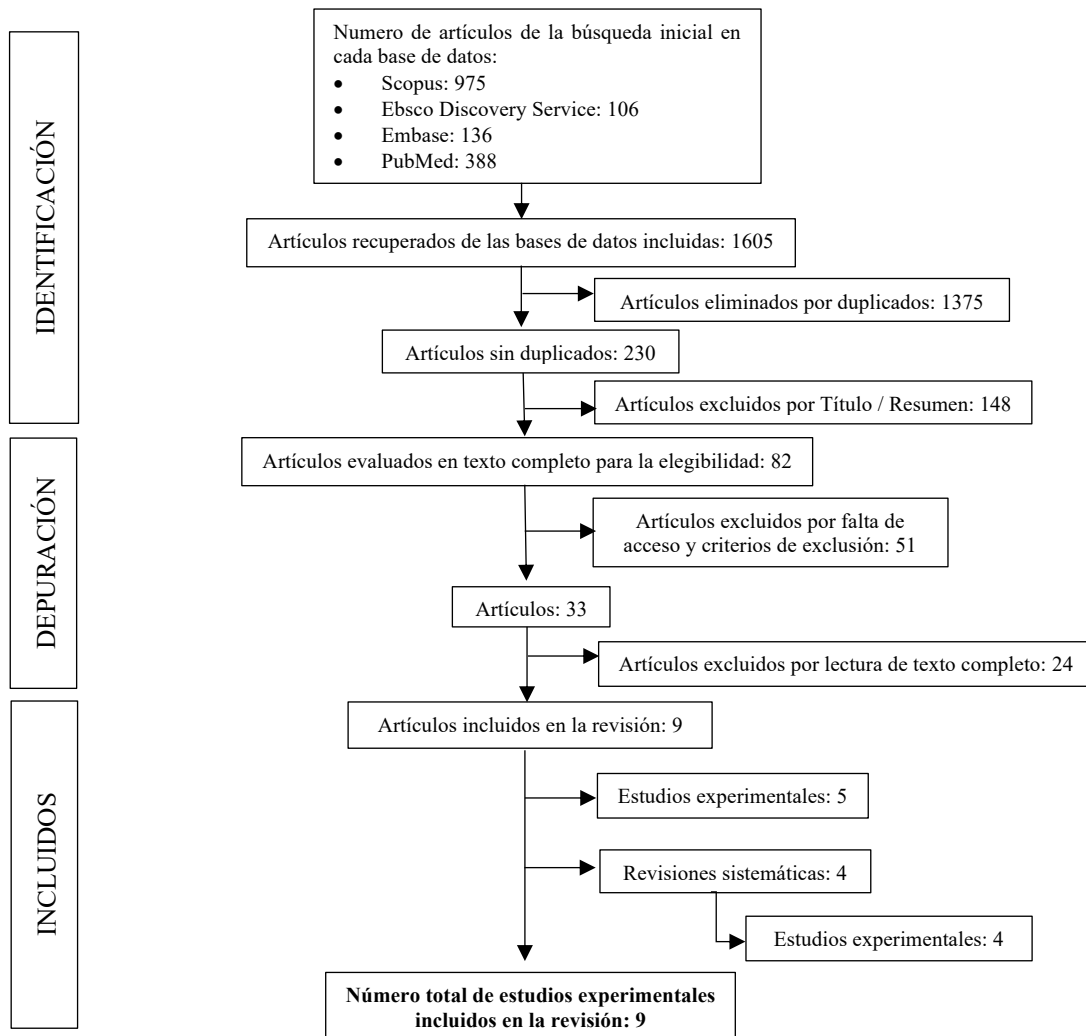 IDENTIFICACIÓN
Numero de artículos de la búsqueda inicial en
cada base de datos:
• Scopus: 975
• Ebsco Discovery Service: 106
• Embase: 136
• PubMed: 388
Artículos recuperados de las bases de datos incluidas: 1605
Artículos eliminados por duplicados: 1375
Artículos sin duplicados: 230
Artículos excluidos por Título / Resumen: 148
DEPURACIÓN
Artículos evaluados en texto completo para la elegibilidad: 82
Artículos excluidos por falta de
acceso y criterios de exclusión: 51
Artículos: 33
Artículos excluidos por lectura de texto completo: 24
INCLUIDOS
Artículos incluidos en la revisión: 9
Estudios experimentales: 5
Revisiones sistemáticas: 4
Estudios experimentales: 4
Número total de estudios experimentales
incluidos en la revisión: 9